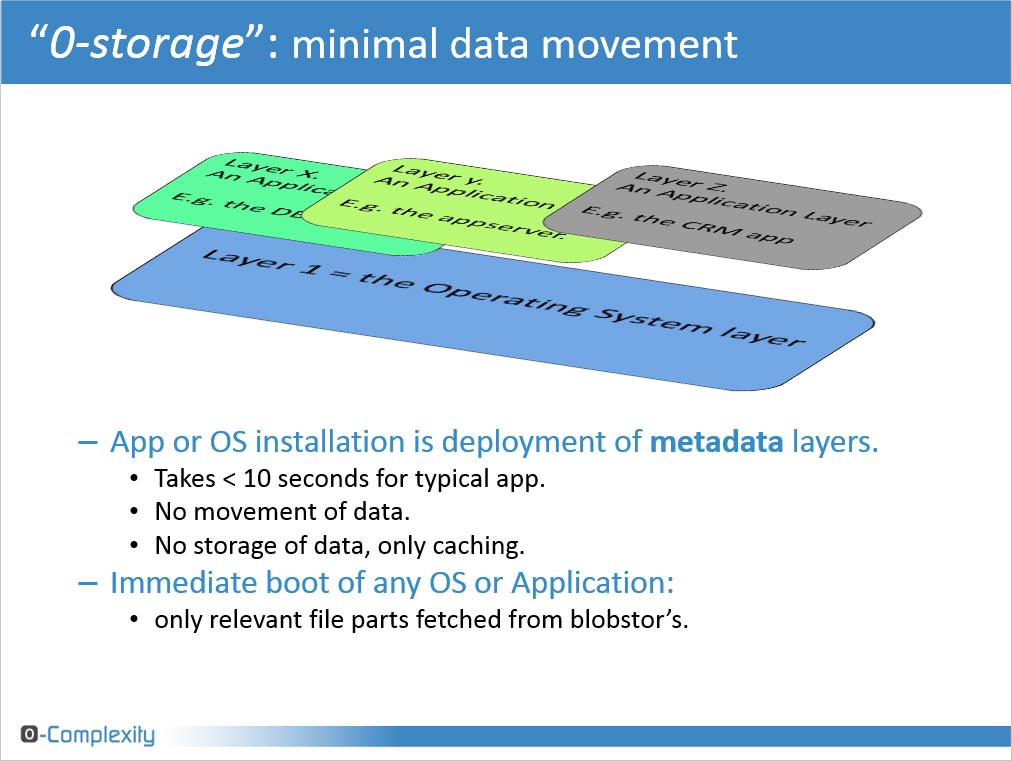 “0-storage”: minimal data movement
Layer x.
An Applica
E.g. the DB
Layer y.
An Application
E.g. the appserver.
Layer z.
An Application Layer
E.g. the CRM app
Layer 1 = the Operating System layer
– App or OS installation is deployment of metadata layers.
• Takes < 10 seconds for typical app.
• No movement of data.
• No storage of data, only caching.
– Immediate boot of any OS or Application:
• only relevant file parts fetched from blobstor’s.
0-Complexity